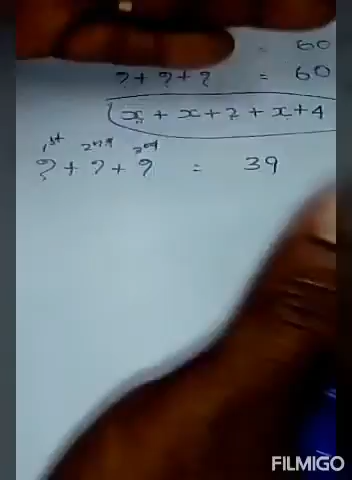 = 60
? + ? + ? = 60
x + x + 2 + x + 4
1st 2nd 3rd
? + ? + ? = 39
FILMIGO